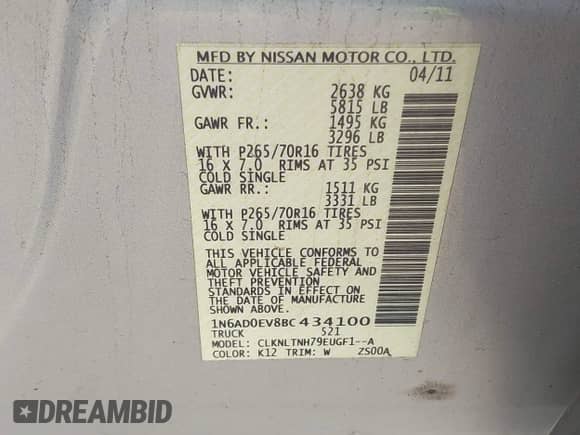 MFD BY NISSAN MOTOR CO., LTD.
DATE: 04/11
GVWR: 2638 KG
5815 LB
GAWR FR.: 1495 KG
3296 LB
WITH P265/70R16 TIRES
16 X 7.0 RIMS AT 35 PSI
COLD SINGLE
GAWR RR.: 1511 KG
3331 LB
WITH P265/70R16 TIRES
16 X 7.0 RIMS AT 35 PSI
COLD SINGLE
THIS VEHICLE CONFORMS TO
ALL APPLICABLE FEDERAL
MOTOR VEHICLE SAFETY AND
THEFT PREVENTION
STANDARDS IN EFFECT ON
THE DATE OF MANUFACTURE
SHOWN ABOVE.
1N6AD0EV8BC434100
TRUCK 521
MODEL: CLKNLTNH79EUGF1--A
COLOR: K12 TRIM: W ZS00A
DREAMBID